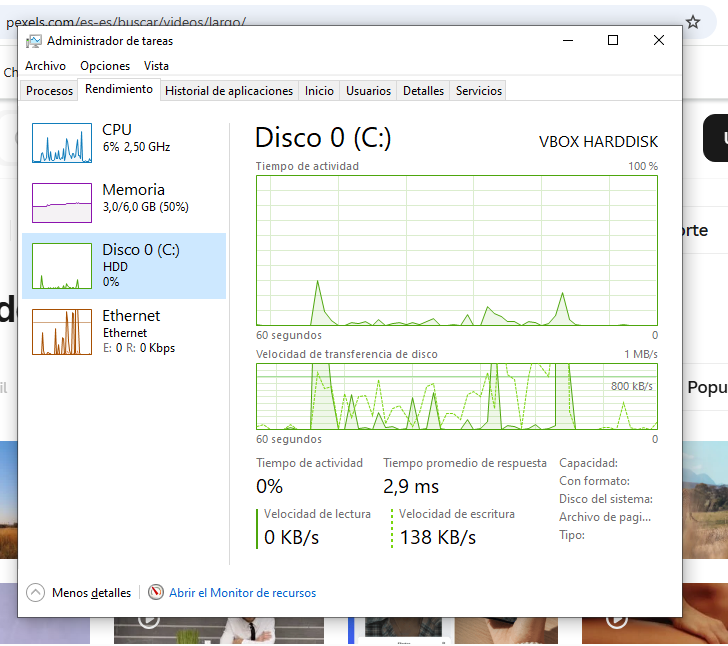 pexels.com/es-es/buscar/videos/largo/
Administrador de tareas
Archivo Opciones Vista
Procesos Rendimiento Historial de aplicaciones Inicio Usuarios Detalles Servicios
CPU
6% 2,50 GHz
Memoria
3,0/6,0 GB (50%)
Disco 0 (C:)
HDD
0%
Ethernet
Ethernet
E: 0 R: 0 Kbps
Disco 0 (C:)
VBOX HARDDISK
Tiempo de actividad
100 %
60 segundos
0
Velocidad de transferencia de disco
1 MB/s
800 kB/s
60 segundos
0
Tiempo de actividad
0%
Tiempo promedio de respuesta
2,9 ms
Velocidad de lectura
0 KB/s
Velocidad de escritura
138 KB/s
Capacidad:
Con formato:
Disco del sistema:
Archivo de pagi...
Tipo:
Menos detalles
Abrir el Monitor de recursos
Ch
orte
Popu